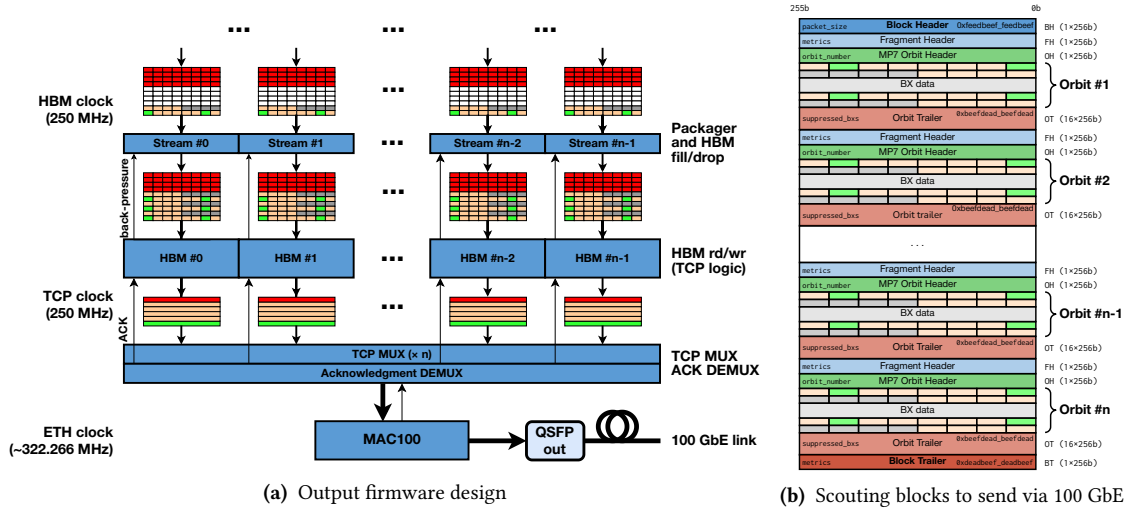 ... ... ...
HBM clock
(250 MHz)
...
Stream #0 Stream #1 ... Stream #n-2 Stream #n-1
Packager
and HBM
fill/drop
back-pressure
...
HBM #0 HBM #1 ... HBM #n-2 HBM #n-1
HBM rd/wr
(TCP logic)
TCP clock
(250 MHz)
...
ACK
TCP MUX (× n)
Acknowledgment DEMUX
TCP MUX
ACK DEMUX
ETH clock
(~322.266 MHz)
MAC100
QSFP
out
100 GbE link
(a) Output firmware design
255b 0b
packet_size Block Header 0xfeedbeef_feedbeef BH (1×256b)
metrics Fragment Header FH (1×256b)
orbit_number MP7 Orbit Header OH (1×256b)
BX data Orbit #1
suppressed_bxs Orbit Trailer 0xbeefdead_beefdead OT (16×256b)
Fragment Header FH (1×256b)
orbit_number MP7 Orbit Header OH (1×256b)
BX data Orbit #2
suppressed_bxs Orbit trailer 0xbeefdead_beefdead OT (16×256b)
...
metrics Fragment Header FH (1×256b)
orbit_number MP7 Orbit Header OH (1×256b)
BX data Orbit #n-1
suppressed_bxs Orbit Trailer 0xbeefdead_beefdead OT (16×256b)
metrics Fragment Header FH (1×256b)
orbit_number MP7 Orbit Header OH (1×256b)
BX data Orbit #n
suppressed_bxs Orbit Trailer 0xbeefdead_beefdead OT (16×256b)
metrics Block Trailer 0xdeadbeef_deadbeef BT (1×256b)
(b) Scouting blocks to send via 100 GbE